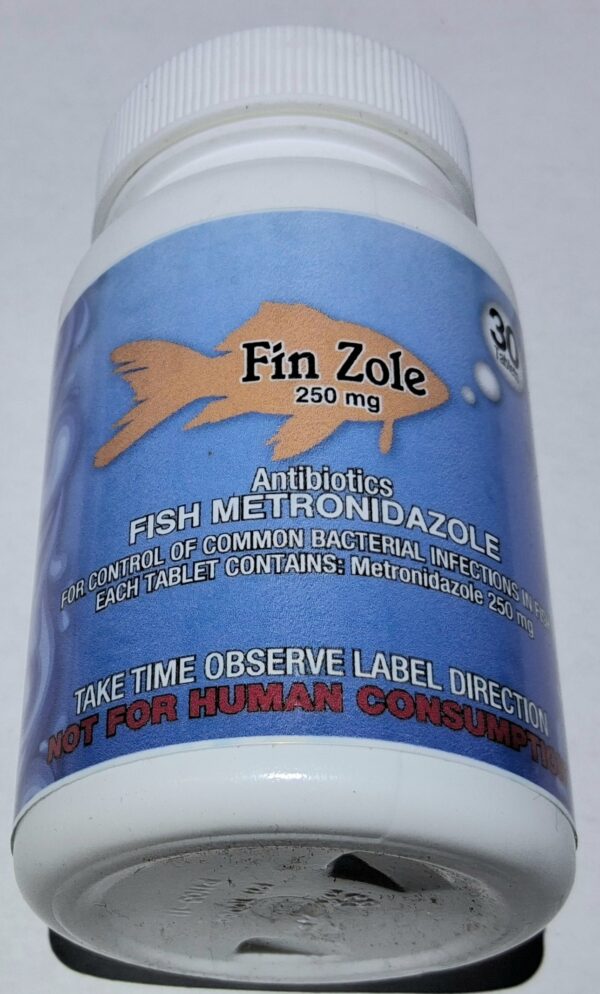 30
Tablets
Fin Zole
250 mg
Antibiotics
FISH METRONIDAZOLE
FOR CONTROL OF COMMON BACTERIAL INFECTIONS IN FISH
EACH TABLET CONTAINS: Metronidazole 250 mg
TAKE TIME OBSERVE LABEL DIRECTION
NOT FOR HUMAN CONSUMPTION